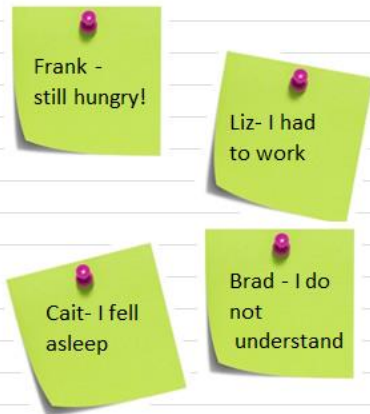 Frank -
still hungry!
Liz- I had
to work
Cait- I fell
asleep
Brad - I do
not
understand